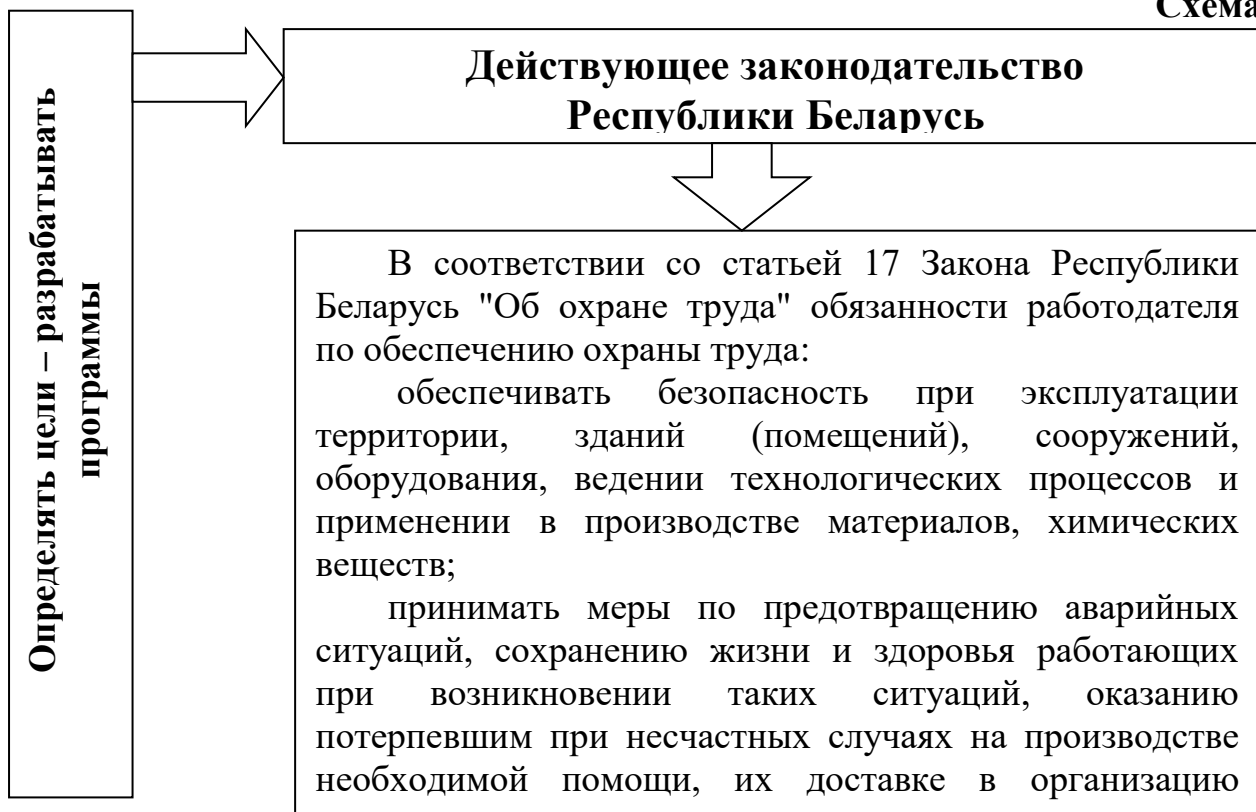 Схема
Определять цели – разрабатывать
программы
Действующее законодательство
Республики Беларусь
В соответствии со статьей 17 Закона Республики
Беларусь "Об охране труда" обязанности работодателя
по обеспечению охраны труда:
обеспечивать безопасность при эксплуатации
территории, зданий (помещений), сооружений,
оборудования, ведении технологических процессов и
применении в производстве материалов, химических
веществ;
принимать меры по предотвращению аварийных
ситуаций, сохранению жизни и здоровья работающих
при возникновении таких ситуаций, оказанию
потерпевшим при несчастных случаях на производстве
необходимой помощи, их доставке в организацию